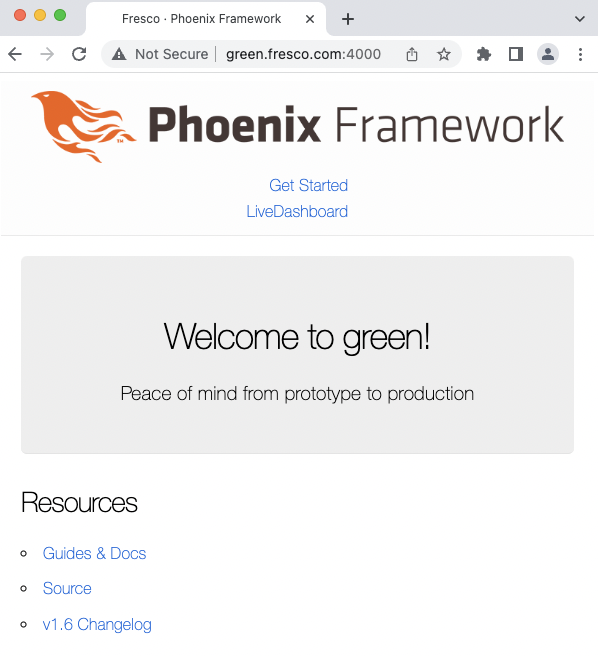 Fresco · Phoenix Framework
Not Secure | green.fresco.com:4000
Phoenix Framework
TM
Get Started
LiveDashboard
Welcome to green!
Peace of mind from prototype to production
Resources
Guides & Docs
Source
v1.6 Changelog